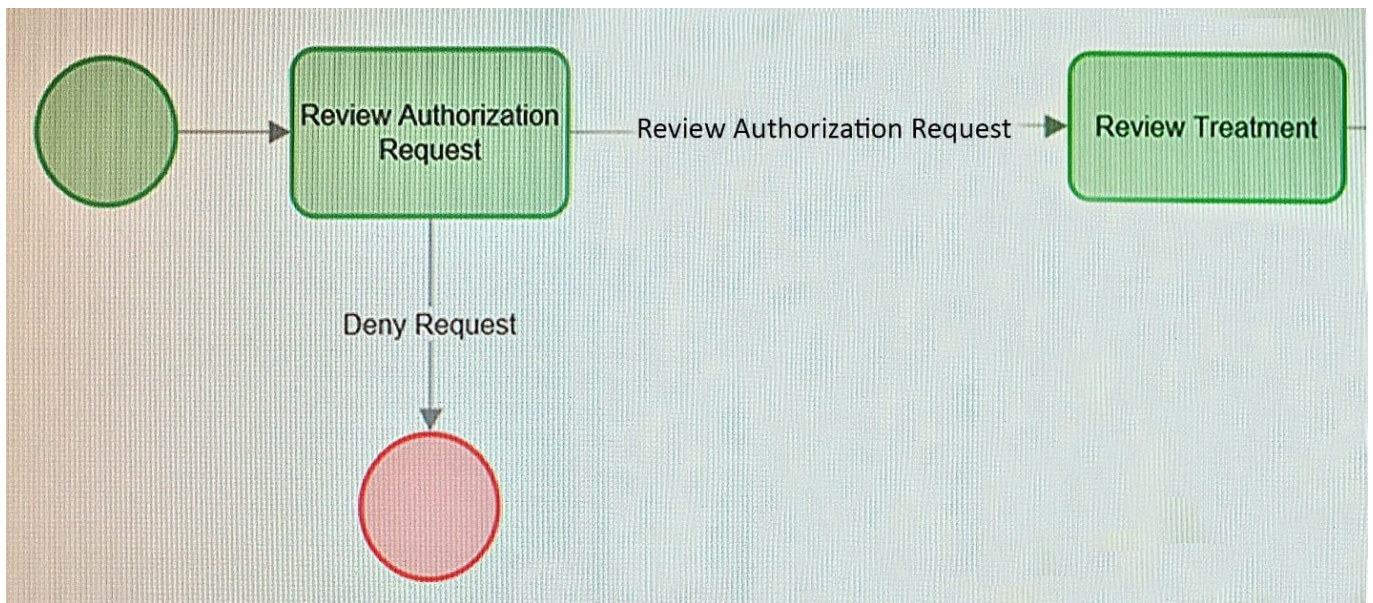 Review Authorization
Request
Review Authorization Request
Review Treatment
Deny Request